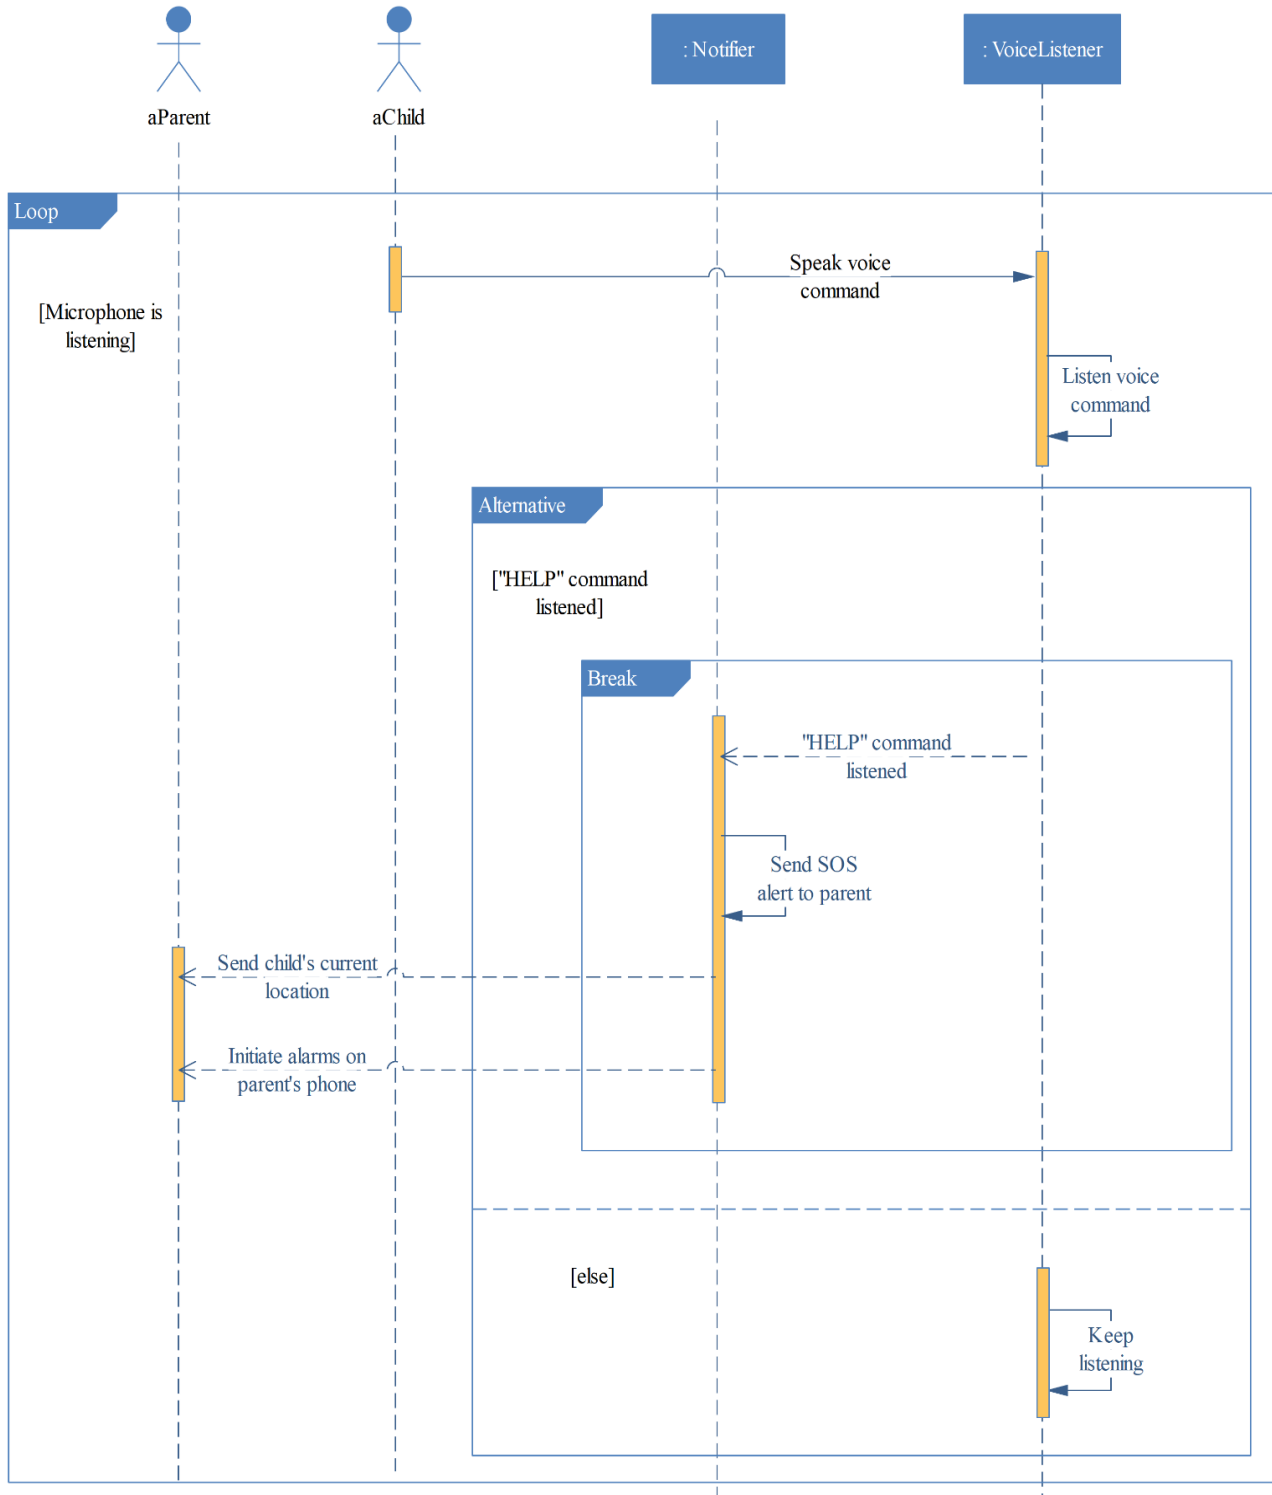 aParent
aChild
: Notifier
: VoiceListener
Loop
[Microphone is
listening]
Speak voice
command
Listen voice
command
Alternative
["HELP" command
listened]
Break
"HELP" command
listened
Send SOS
alert to parent
Send child's current
location
Initiate alarms on
parent's phone
[else]
Keep
listening